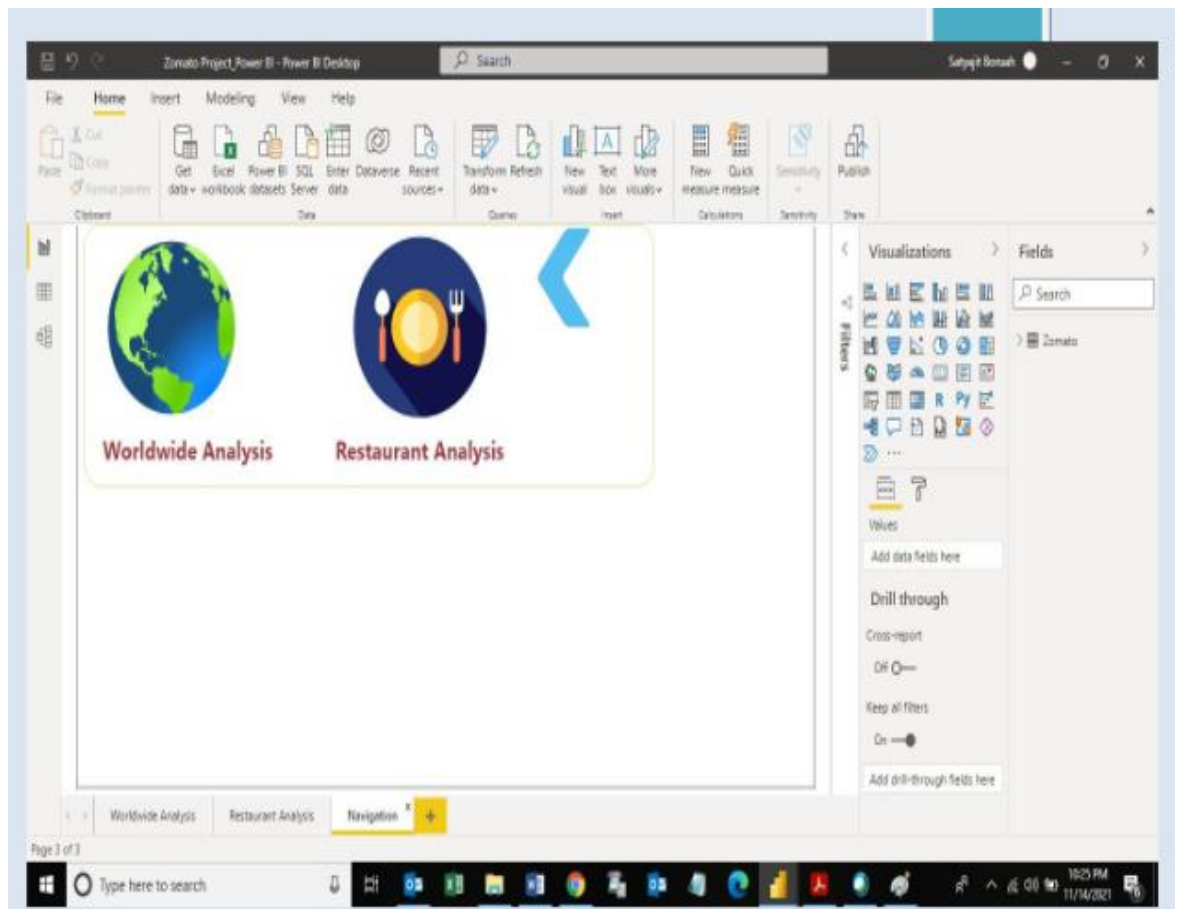 Zomato Project_Power BI - Power BI Desktop
Search
File Home Insert Modeling View Help
Paste
Cut
Copy
Format painter
Get data
Excel workbook
Power BI datasets
SQL Server
Enter data
Dataverse
Recent sources
Transform data
Refresh
New visual
Text box
More visuals
New measure
Quick measure
Sensitivity
Publish
Clipboard Data Queries Insert Calculations Sensitivity Share
Worldwide Analysis
Restaurant Analysis
Filters
Visualizations
R Py
Values
Add data fields here
Drill through
Cross-report
Off
Keep all filters
On
Add drill-through fields here
Fields
Search
Zomato
Worldwide Analysis Restaurant Analysis Navigation
Page 3 of 3
Type here to search
10:25 PM
11/14/2021